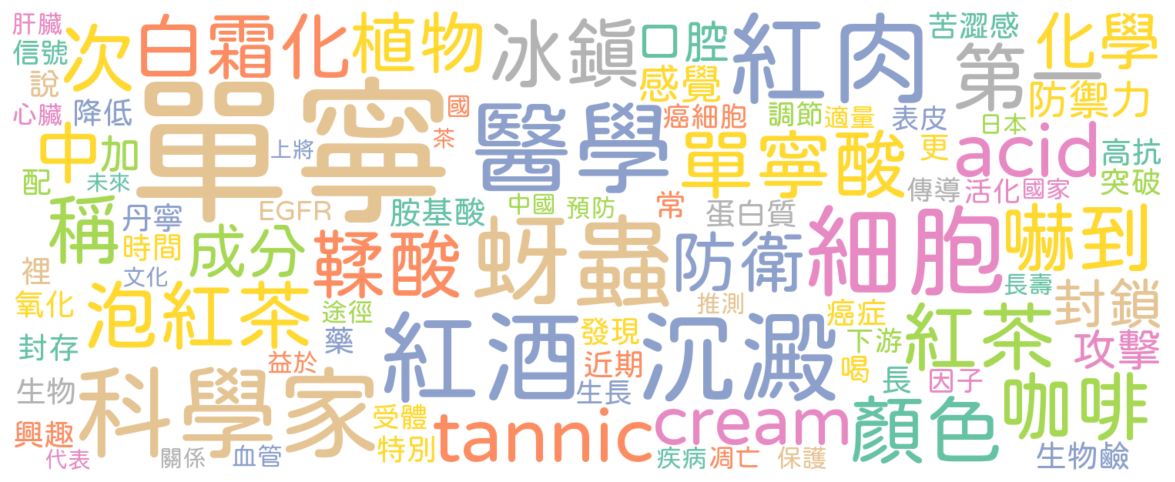 肝臟 次 白霜化 植物 冰鎮 口腔 紅肉 苦澀感 第一 化學
信號 感覺 防禦力
說 單寧 國 醫學 癌細胞 調節 適量 表皮 日本
心臟 降低 茶 單寧酸 更 acid 高抗
中 加 上將 突破
配 未來 傳導 活化 國家
稱 丹寧 EGFR 胺基酸 中國 預防 常 蛋白質 細胞 嚇到
時間 成分 鞣酸 蚜蟲 防衛
裡 文化 長壽
氧化 泡紅茶 途徑 推測 癌症 封鎖
封存 藥 紅酒 發現 沉澱 下游 紅茶 攻擊
益於 近期 喝
生物 科學家 生長 長 因子 咖啡
興趣 受體 tannic cream 顏色
代表 關係 血管 特別 疾病 凋亡 保護 生物鹼